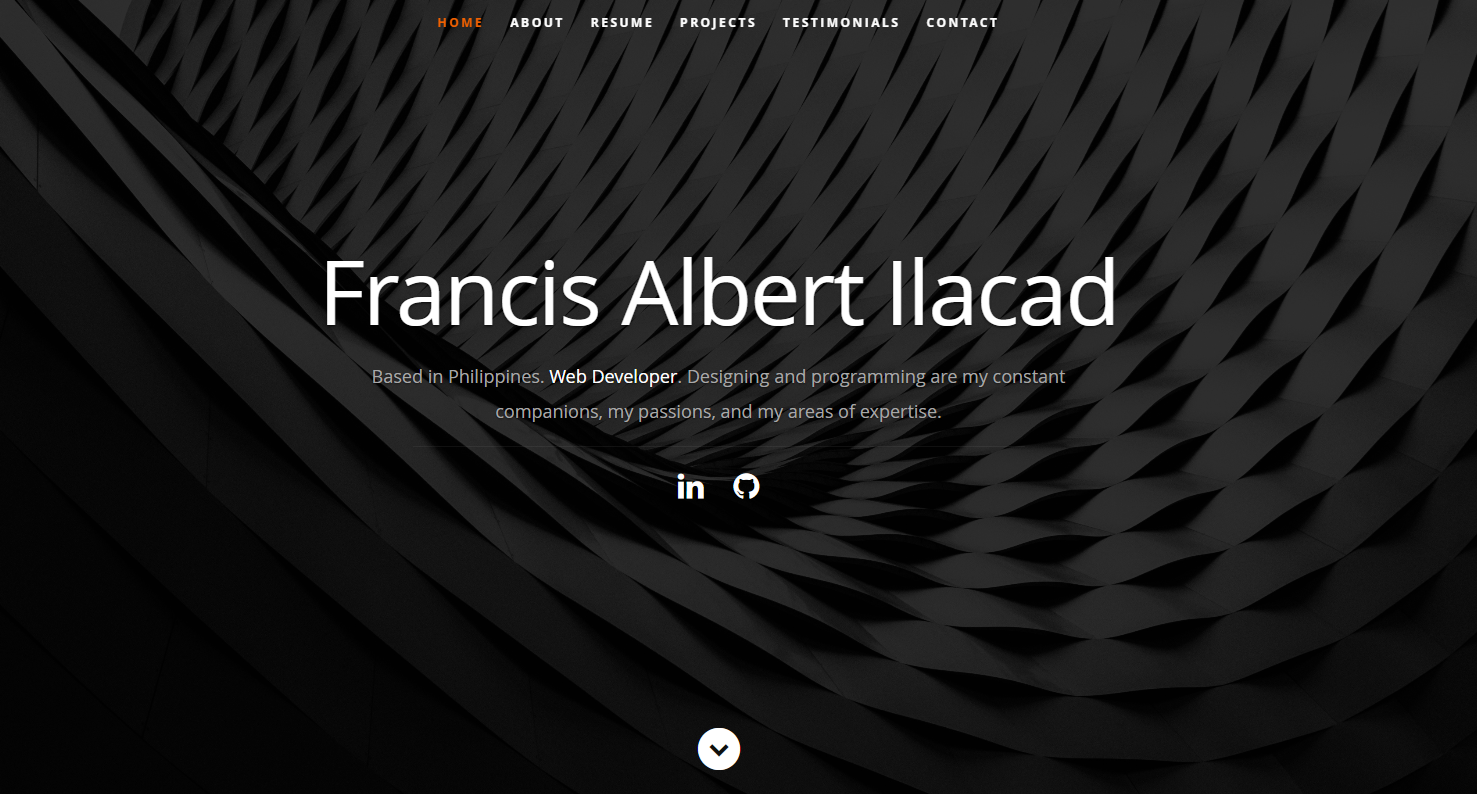 HOME ABOUT RESUME PROJECTS TESTIMONIALS CONTACT
Francis Albert Ilacad
Based in Philippines. Web Developer. Designing and programming are my constant
companions, my passions, and my areas of expertise.
in